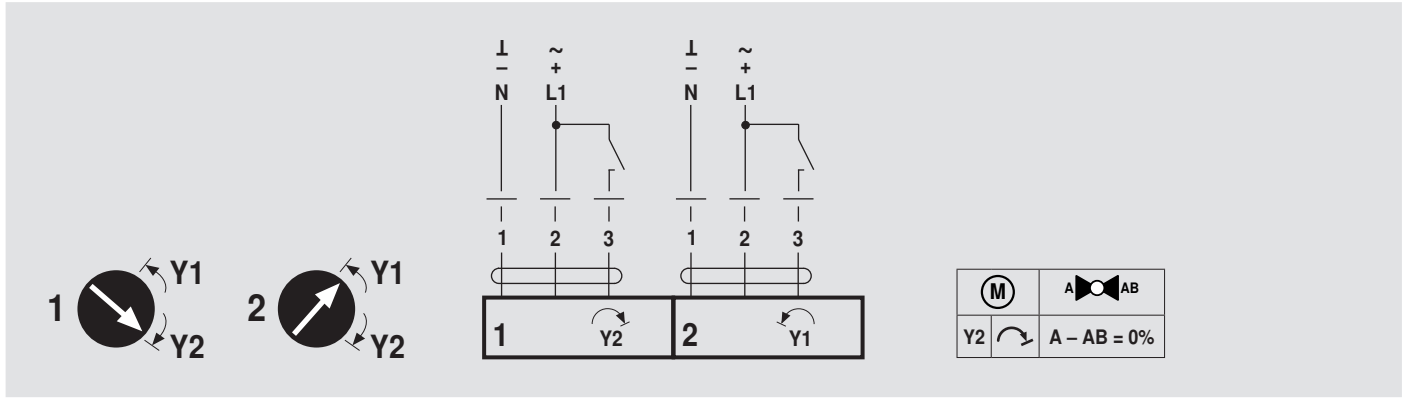 ⊥ ~ ⊥ ~
– + – +
N L1 N L1
1 2 3 1 2 3
1 Y1 Y2
2 Y1 Y2
1 Y2
2 Y1
M A AB
Y2 A – AB = 0%